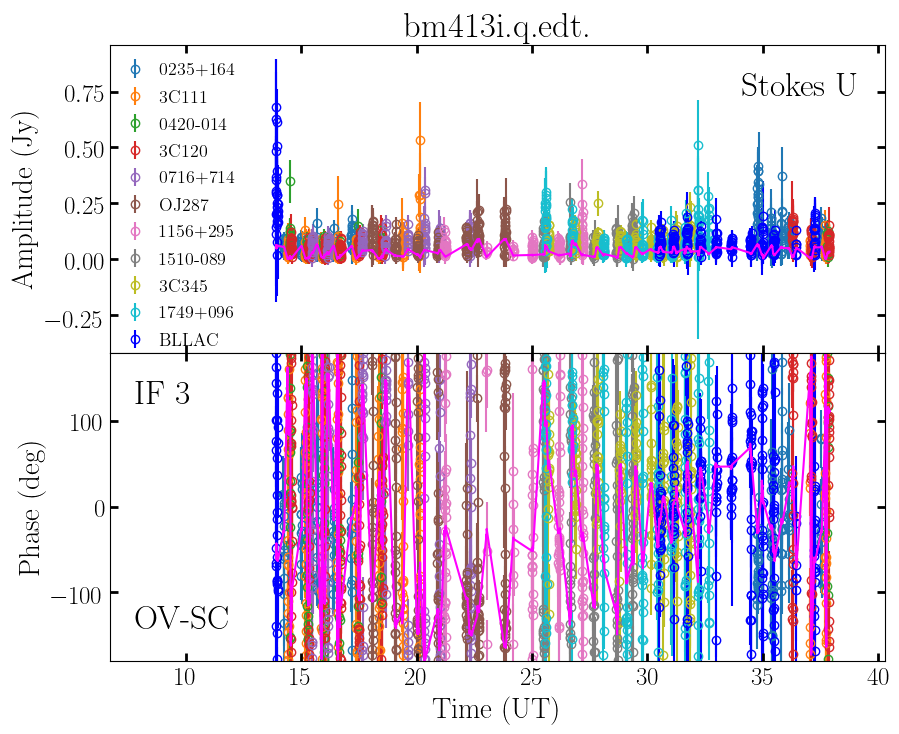 bm413i.q.edt.
Stokes U
0235+164
3C111
0420-014
3C120
0716+714
OJ287
1156+295
1510-089
3C345
1749+096
BLLAC
Amplitude (Jy)
0.75
0.50
0.25
0.00
−0.25
IF 3
OV-SC
Phase (deg)
100
0
−100
10
15
20
25
30
35
40
Time (UT)